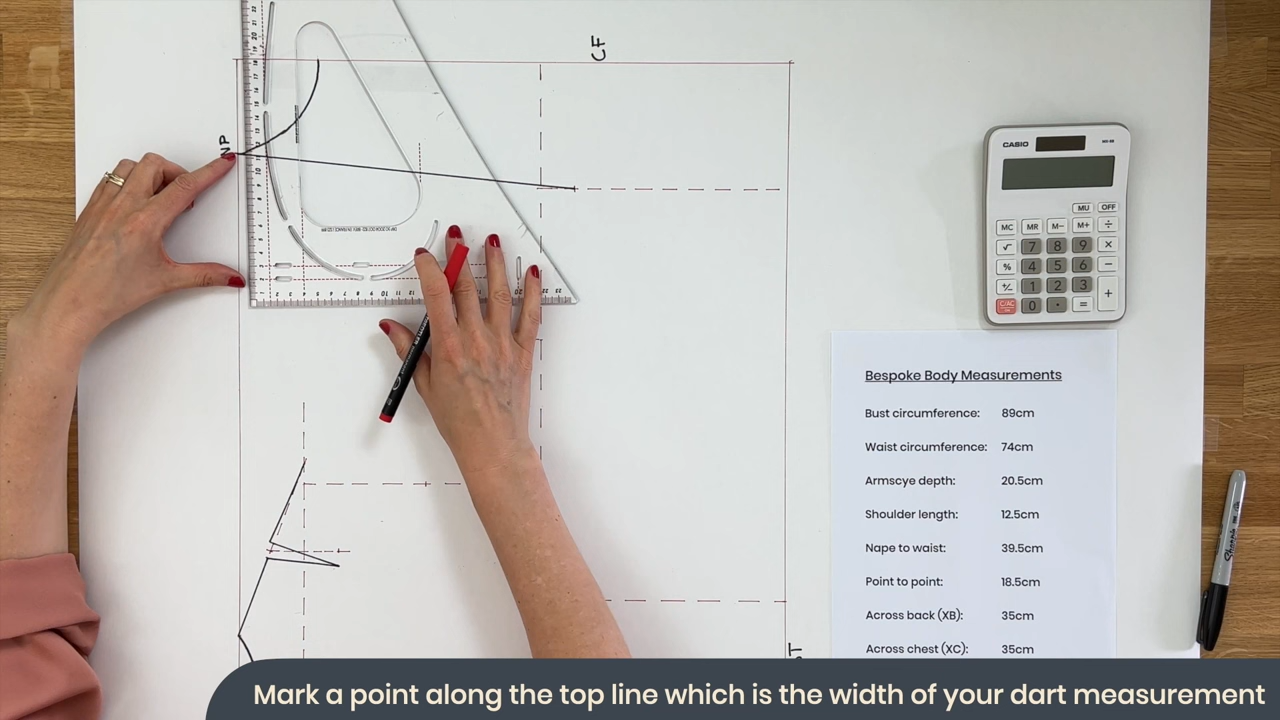 CF
NP
CASIO
MU OFF
MC MR M− M+ ÷
√ 7 8 9 ×
% 4 5 6 −
+/− 1 2 3 +
C/AC 0 · =
Bespoke Body Measurements
Bust circumference: 89cm
Waist circumference: 74cm
Armscye depth: 20.5cm
Shoulder length: 12.5cm
Nape to waist: 39.5cm
Point to point: 18.5cm
Across back (XB): 35cm
Across chest (XC): 35cm
Sharpie
Mark a point along the top line which is the width of your dart measurement